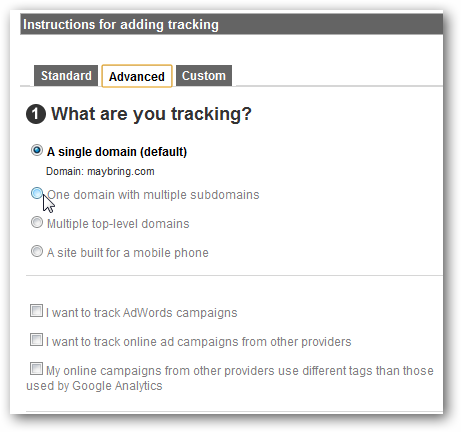 Instructions for adding tracking
Standard Advanced Custom
1 What are you tracking?
A single domain (default)
Domain: maybring.com
One domain with multiple subdomains
Multiple top-level domains
A site built for a mobile phone
I want to track AdWords campaigns
I want to track online ad campaigns from other providers
My online campaigns from other providers use different tags than those
used by Google Analytics